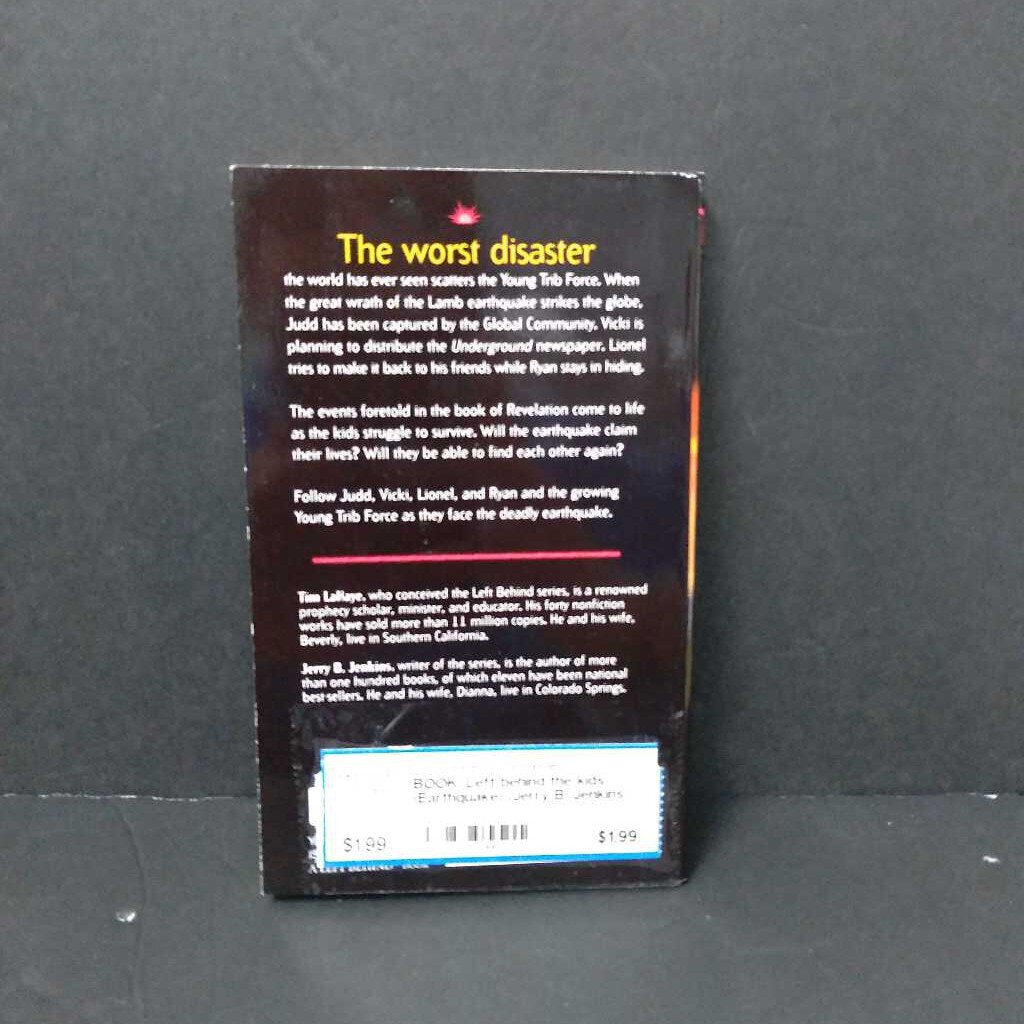 The worst disaster
the world has ever seen scatters the Young Trib Force. When
the great wrath of the Lamb earthquake strikes the globe,
Judd has been captured by the Global Community. Vicki is
planning to distribute the Underground newspaper. Lionel
tries to make it back to his friends while Ryan stays in hiding.
The events foretold in the book of Revelation come to life
as the kids struggle to survive. Will the earthquake claim
their lives? Will they be able to find each other again?
Follow Judd, Vicki, Lionel, and Ryan and the growing
Young Trib Force as they face the deadly earthquake.
Tim LaHaye, who conceived the Left Behind series, is a renowned
prophecy scholar, minister, and educator. His forty nonfiction
works have sold more than 11 million copies. He and his wife,
Beverly, live in Southern California.
Jerry B. Jenkins, writer of the series, is the author of more
than one hundred books, of which eleven have been national
best-sellers. He and his wife, Dianna, live in Colorado Springs.
BOOK Left behind the kids
(Earthquake) Jerry B. Jenkins
$1.99 $1.99
A LEFT BEHIND BOOK